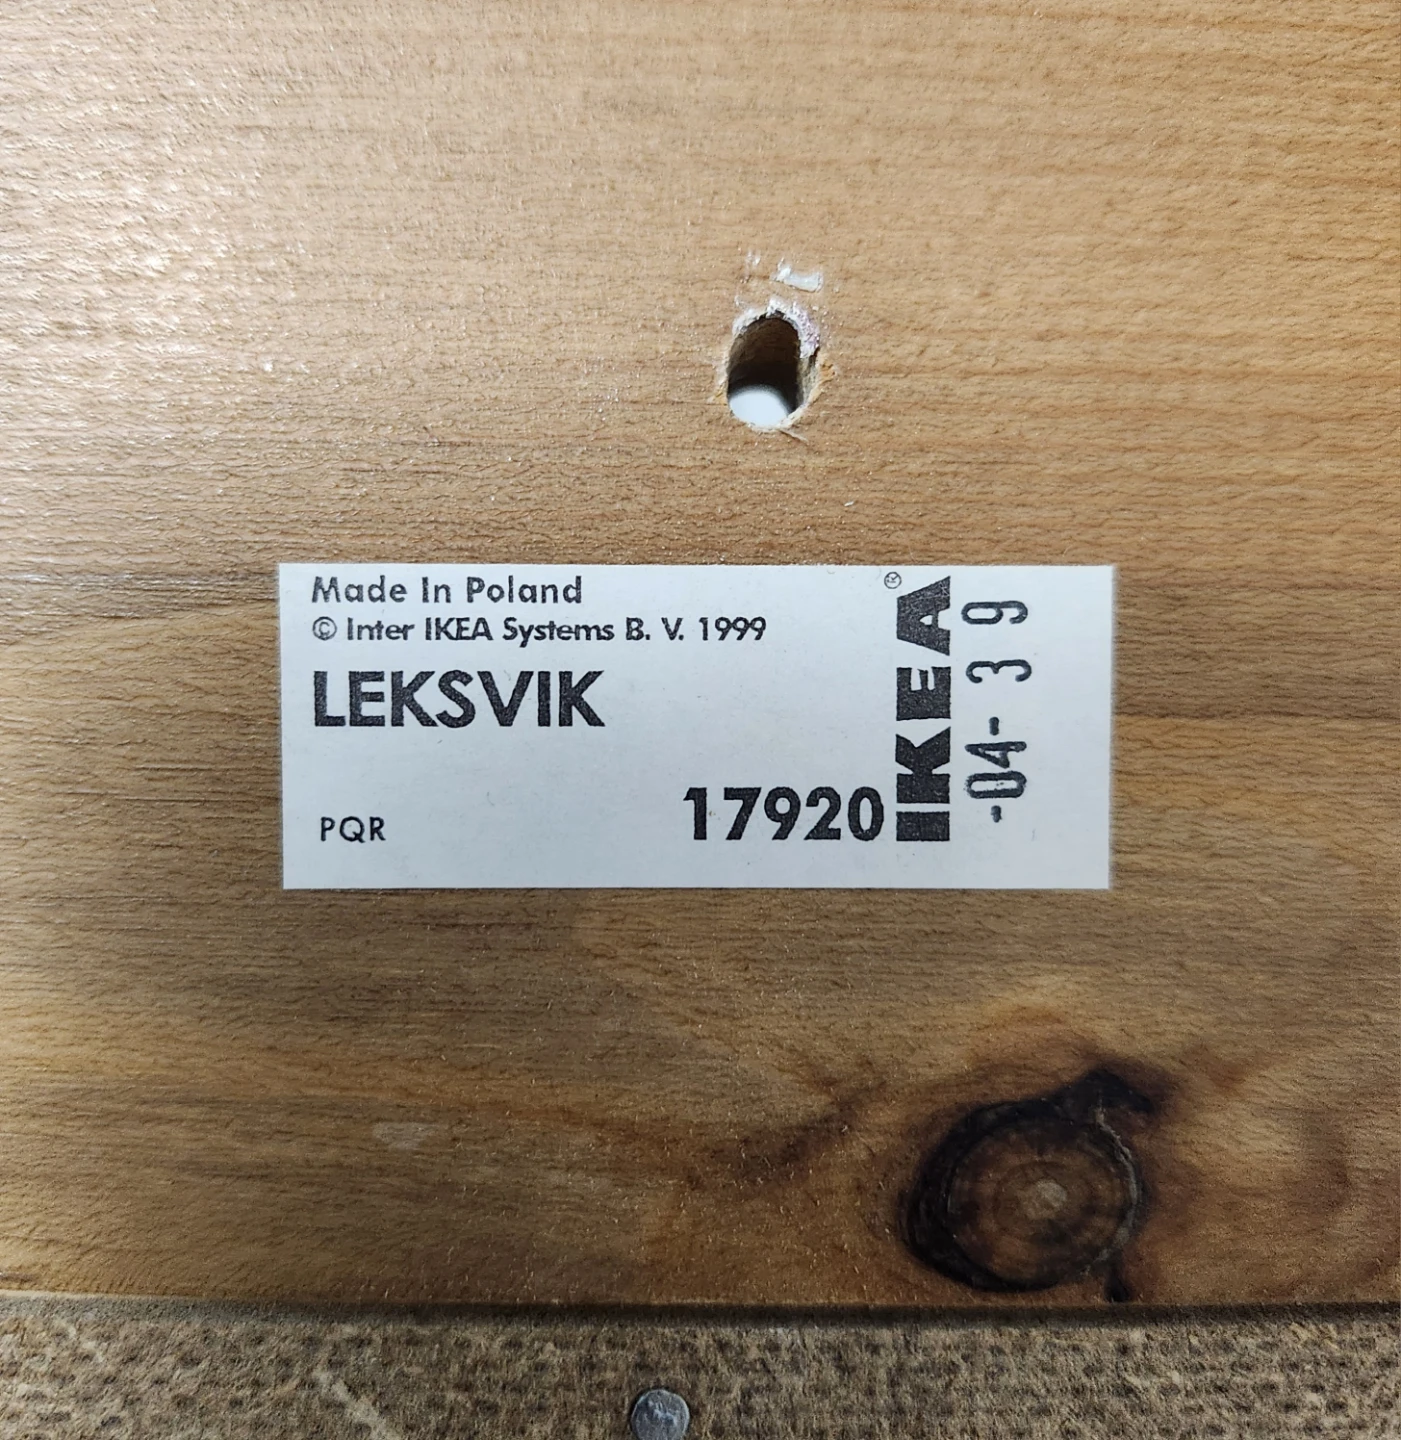 Made In Poland
© Inter IKEA Systems B. V. 1999
LEKSVIK
PQR
17920
IKEA®
-04- 3 9